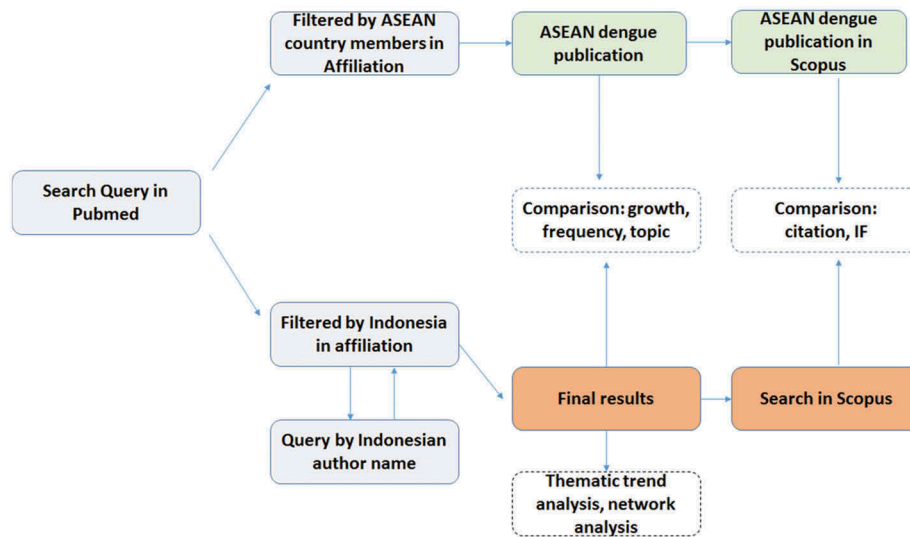 Filtered by ASEAN
country members in
Affiliation
ASEAN dengue
publication
ASEAN dengue
publication in
Scopus
Search Query in
Pubmed
Comparison: growth,
frequency, topic
Comparison:
citation, IF
Filtered by Indonesia
in affiliation
Final results
Search in Scopus
Query by Indonesian
author name
Thematic trend
analysis, network
analysis